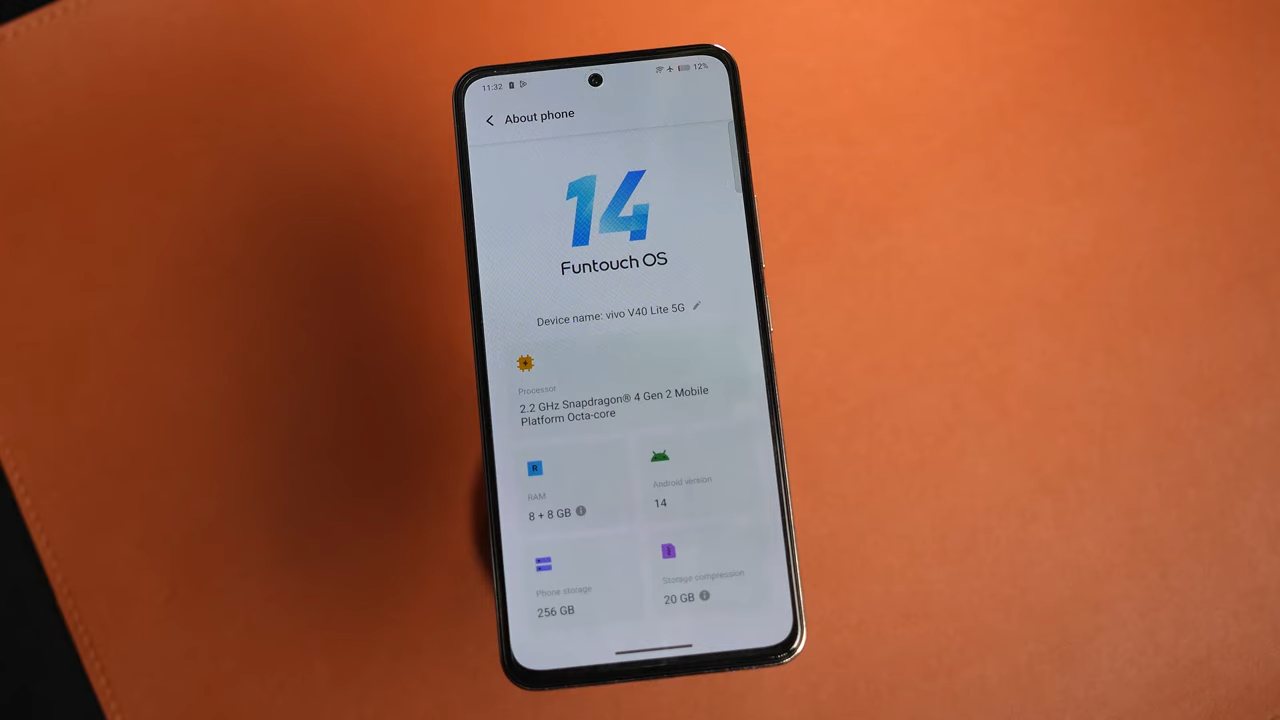 11:32
12%
About phone
14
Funtouch OS
Device name: vivo V40 Lite 5G
Processor
2.2 GHz Snapdragon® 4 Gen 2 Mobile
Platform Octa-core
R
RAM
8 + 8 GB
Android version
14
Phone storage
256 GB
Storage compression
20 GB